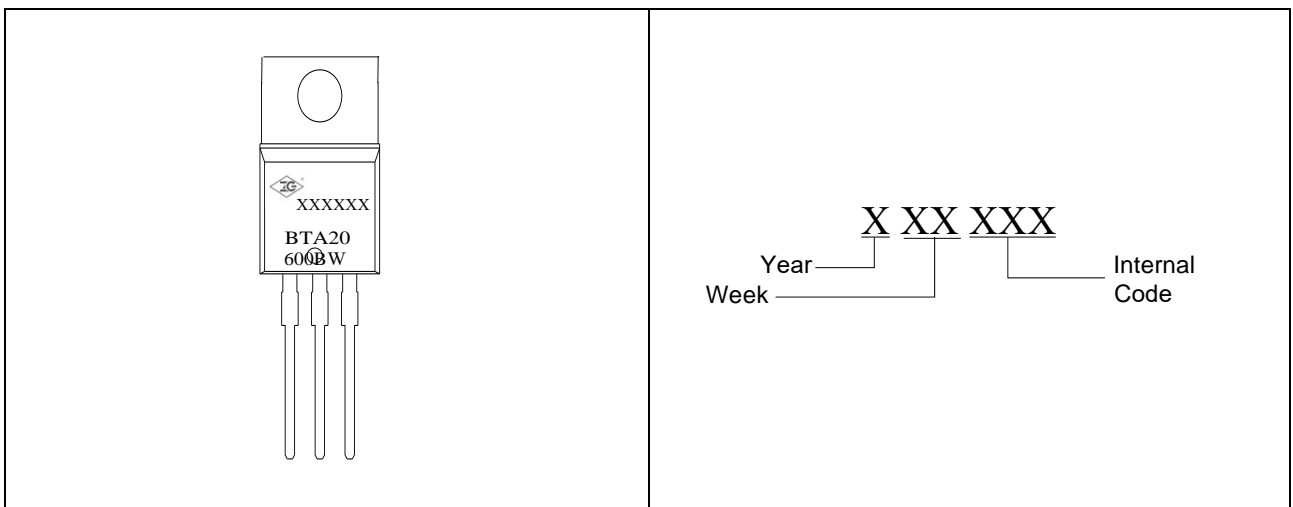 XXXXXX
BTA20
600BW
X XX XXX
Year
Week
Internal
Code